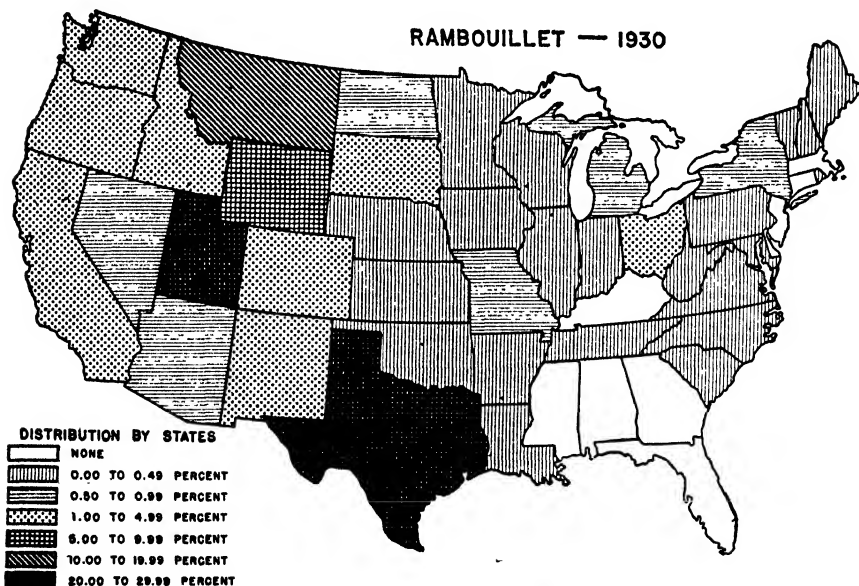 RAMBOUILLET — 1930
DISTRIBUTION BY STATES
NONE
0.00 TO 0.49 PERCENT
0.50 TO 0.99 PERCENT
1.00 TO 4.99 PERCENT
5.00 TO 9.99 PERCENT
10.00 TO 19.99 PERCENT
20.00 TO 29.99 PERCENT